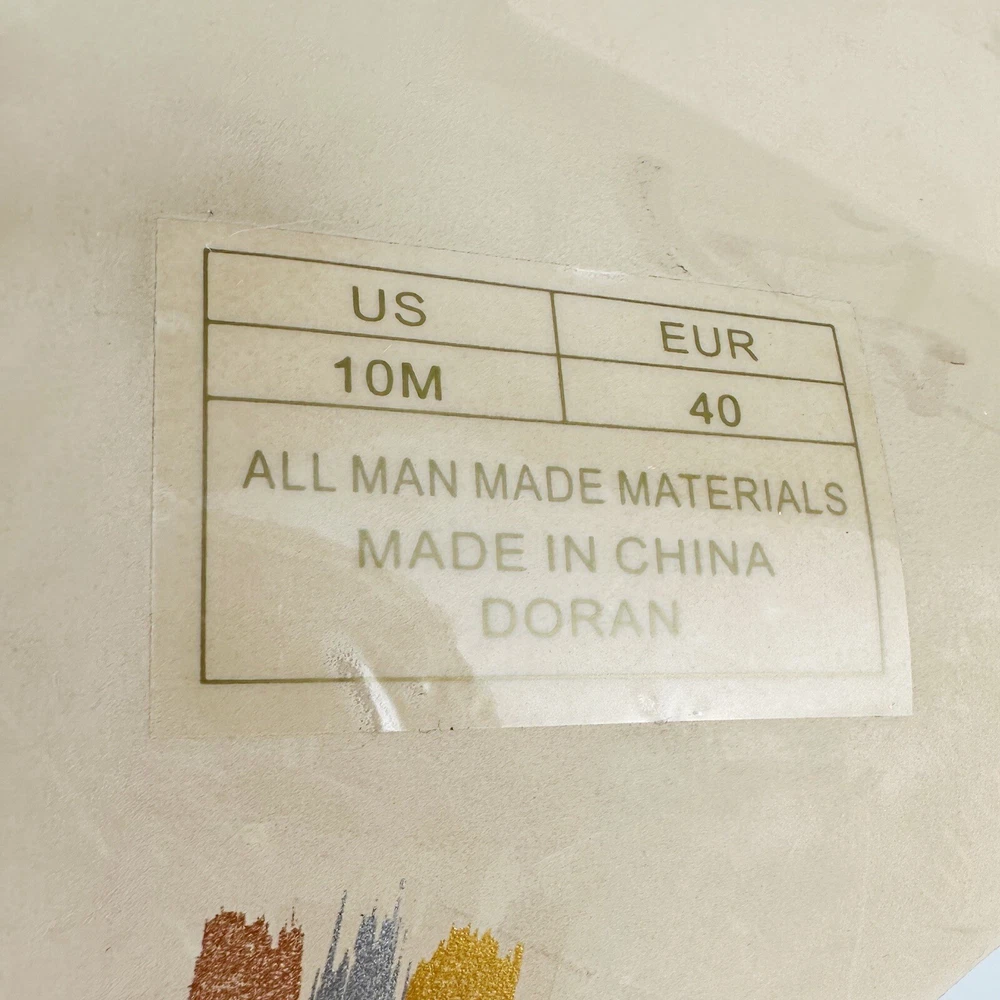 US EUR
10M 40
ALL MAN MADE MATERIALS
MADE IN CHINA
DORAN